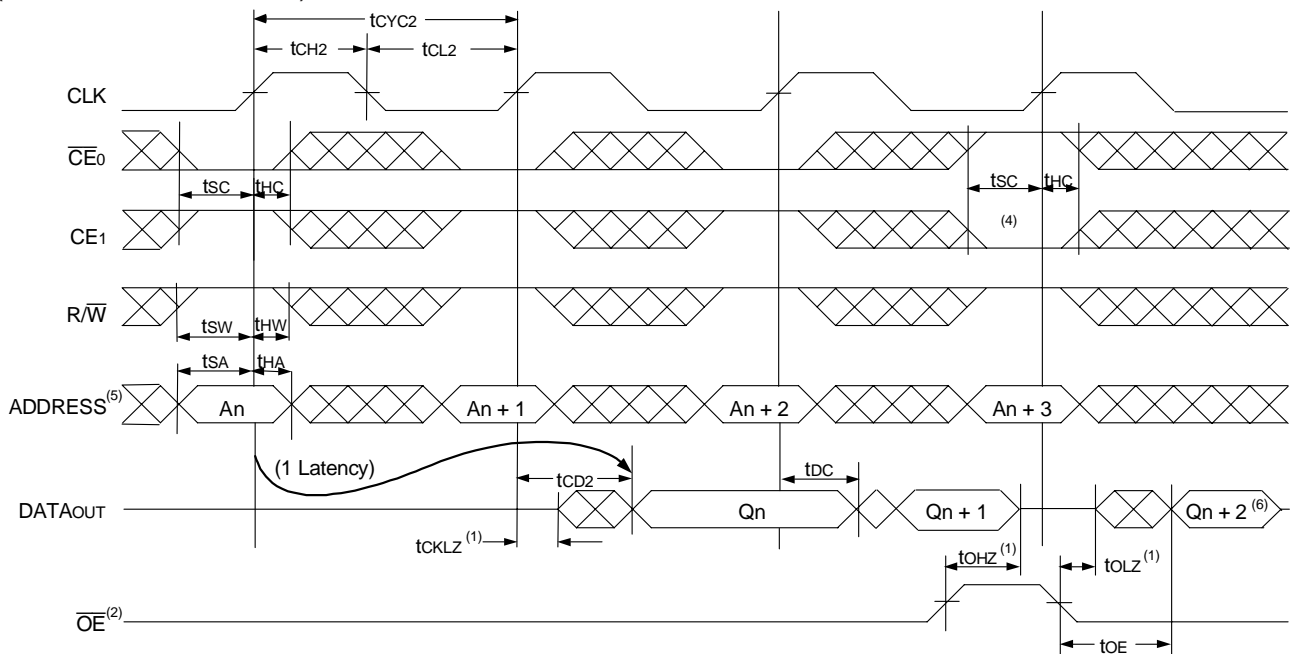 tCYC2
tCH2 tCL2
CLK
CE0
tSC tHC tSC tHC
CE1 (4)
R/W
tSW tHW
tSA tHA
ADDRESS(5) An An + 1 An + 2 An + 3
(1 Latency) tCD2 tDC
DATAOUT Qn Qn + 1 Qn + 2 (6)
tCKLZ (1)
tOHZ (1) tOLZ (1)
OE (2)
tOE